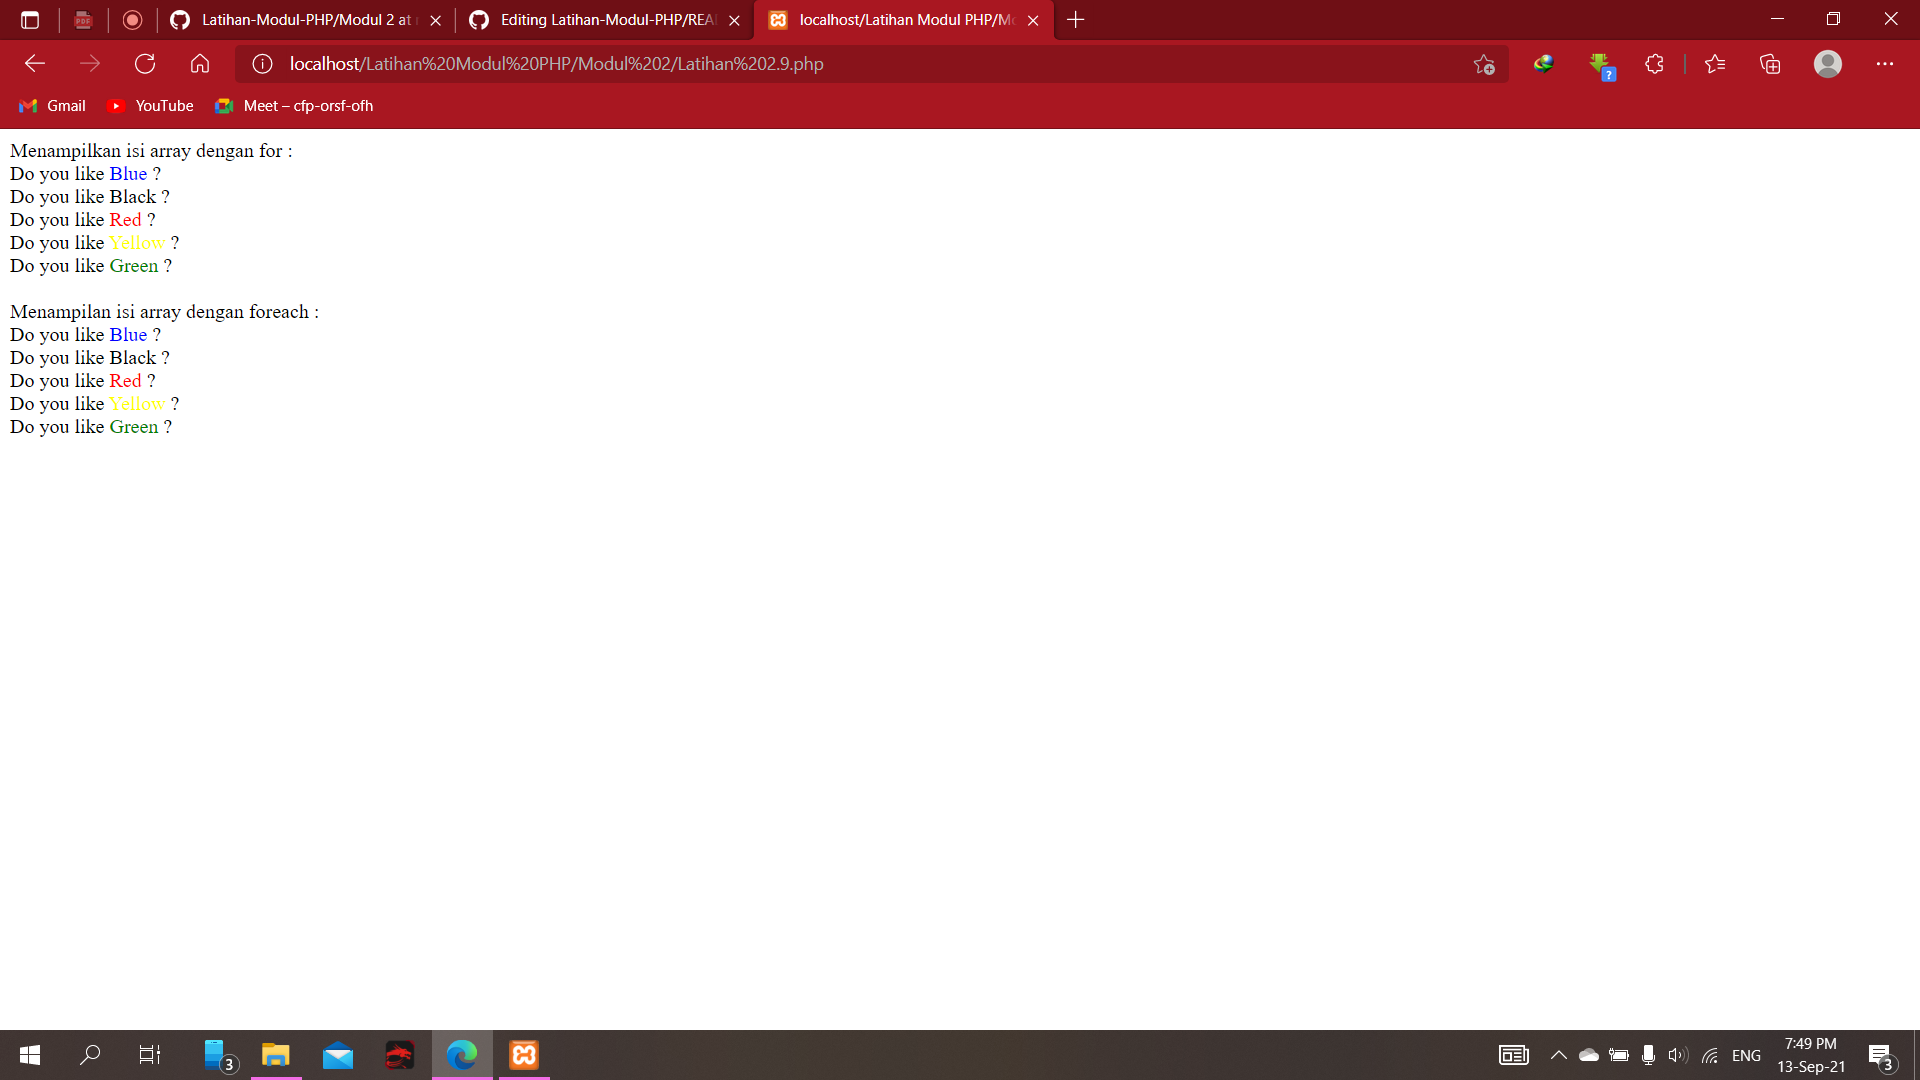 Latihan-Modul-PHP/Modul 2 at
Editing Latihan-Modul-PHP/REA
localhost/Latihan Modul PHP/Mo
localhost/Latihan%20Modul%20PHP/Modul%202/Latihan%202.9.php
Gmail
YouTube
Meet – cfp-orsf-ofh
Menampilkan isi array dengan for :
Do you like Blue ?
Do you like Black ?
Do you like Red ?
Do you like Yellow ?
Do you like Green ?
Menampilan isi array dengan foreach :
Do you like Blue ?
Do you like Black ?
Do you like Red ?
Do you like Yellow ?
Do you like Green ?
3
ENG
7:49 PM
13-Sep-21
3